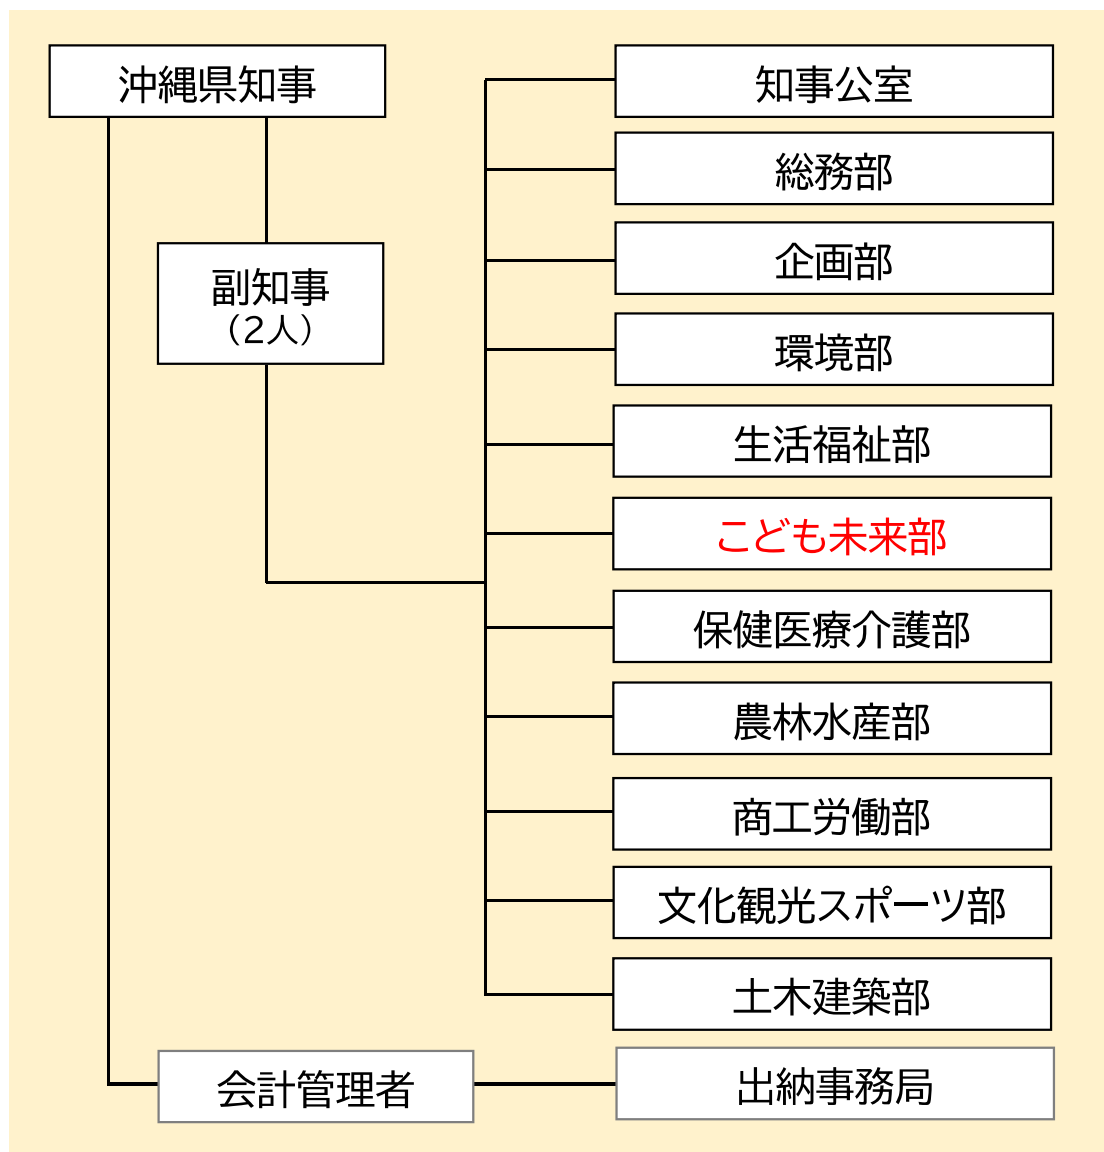 沖縄県知事
副知事
（2人）
知事公室
総務部
企画部
環境部
生活福祉部
こども未来部
保健医療介護部
農林水産部
商工労働部
文化観光スポーツ部
土木建築部
会計管理者
出納事務局